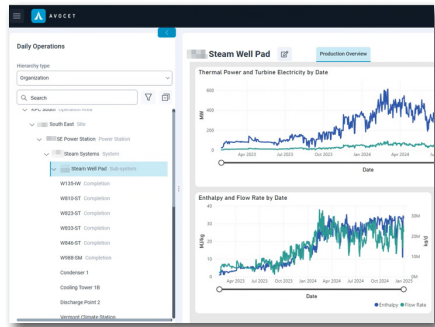 AVOCET
Daily Operations
Hierarchy type
Organization
Search
South East Site
SE Power Station Power Station
Steam Systems System
Steam Well Pad Sub-system
W12S-IW Completion
W810-ST Completion
W823-ST Completion
W903-ST Completion
W846-ST Completion
W988-GM Completion
Condenser 1
Cooling Tower 1B
Discharge Point 2
Vermont Climate Station
Steam Well Pad
Production Overview
Thermal Power and Turbine Electricity by Date
600
400
MW
200
0
Apr 2023 Jul 2023 Oct 2023 Jan 2024 Apr 2024
Date
Enthalpy and Flow Rate by Date
40
30
MJ/kg
20
10
0
30M
20M
kg/d
10M
0M
Apr 2023 Jul 2023 Oct 2023 Jan 2024 Apr 2024 Jul 2024 Oct 2024 Jan 2025
Date
Enthalpy Flow Rate